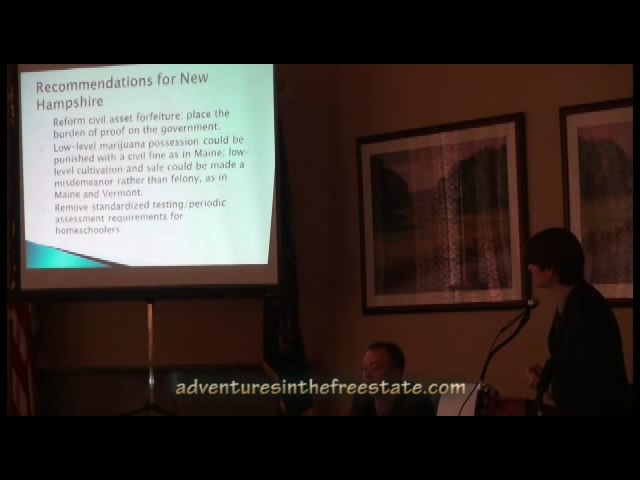 Recommendations for New
Hampshire
Reform civil asset forfeiture, place the
burden of proof on the government.
Low-level marijuana possession could be
punished with a civil fine as in Maine; low-
level cultivation and sale could be made a
misdemeanor rather than felony, as in
Maine and Vermont.
Remove standardized testing/periodic
assessment requirements for
homeschoolers.
adventuresinthefreestate.com